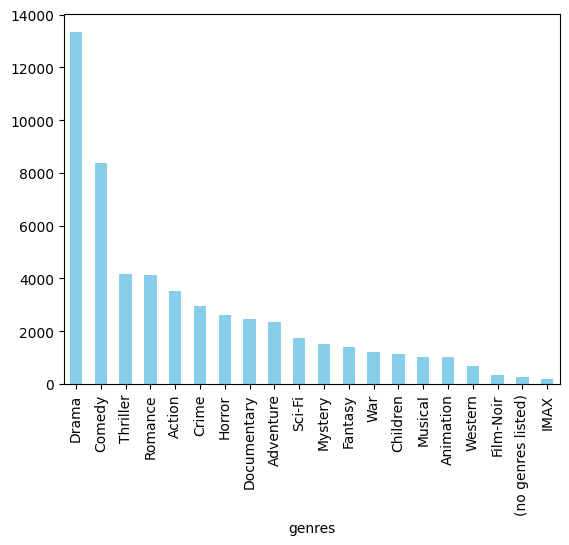 14000
12000
10000
8000
6000
4000
2000
0
Drama
Comedy
Thriller
Romance
Action
Crime
Horror
Documentary
Adventure
Sci-Fi
Mystery
Fantasy
War
Children
Musical
Animation
Western
Film-Noir
(no genres listed)
IMAX
genres